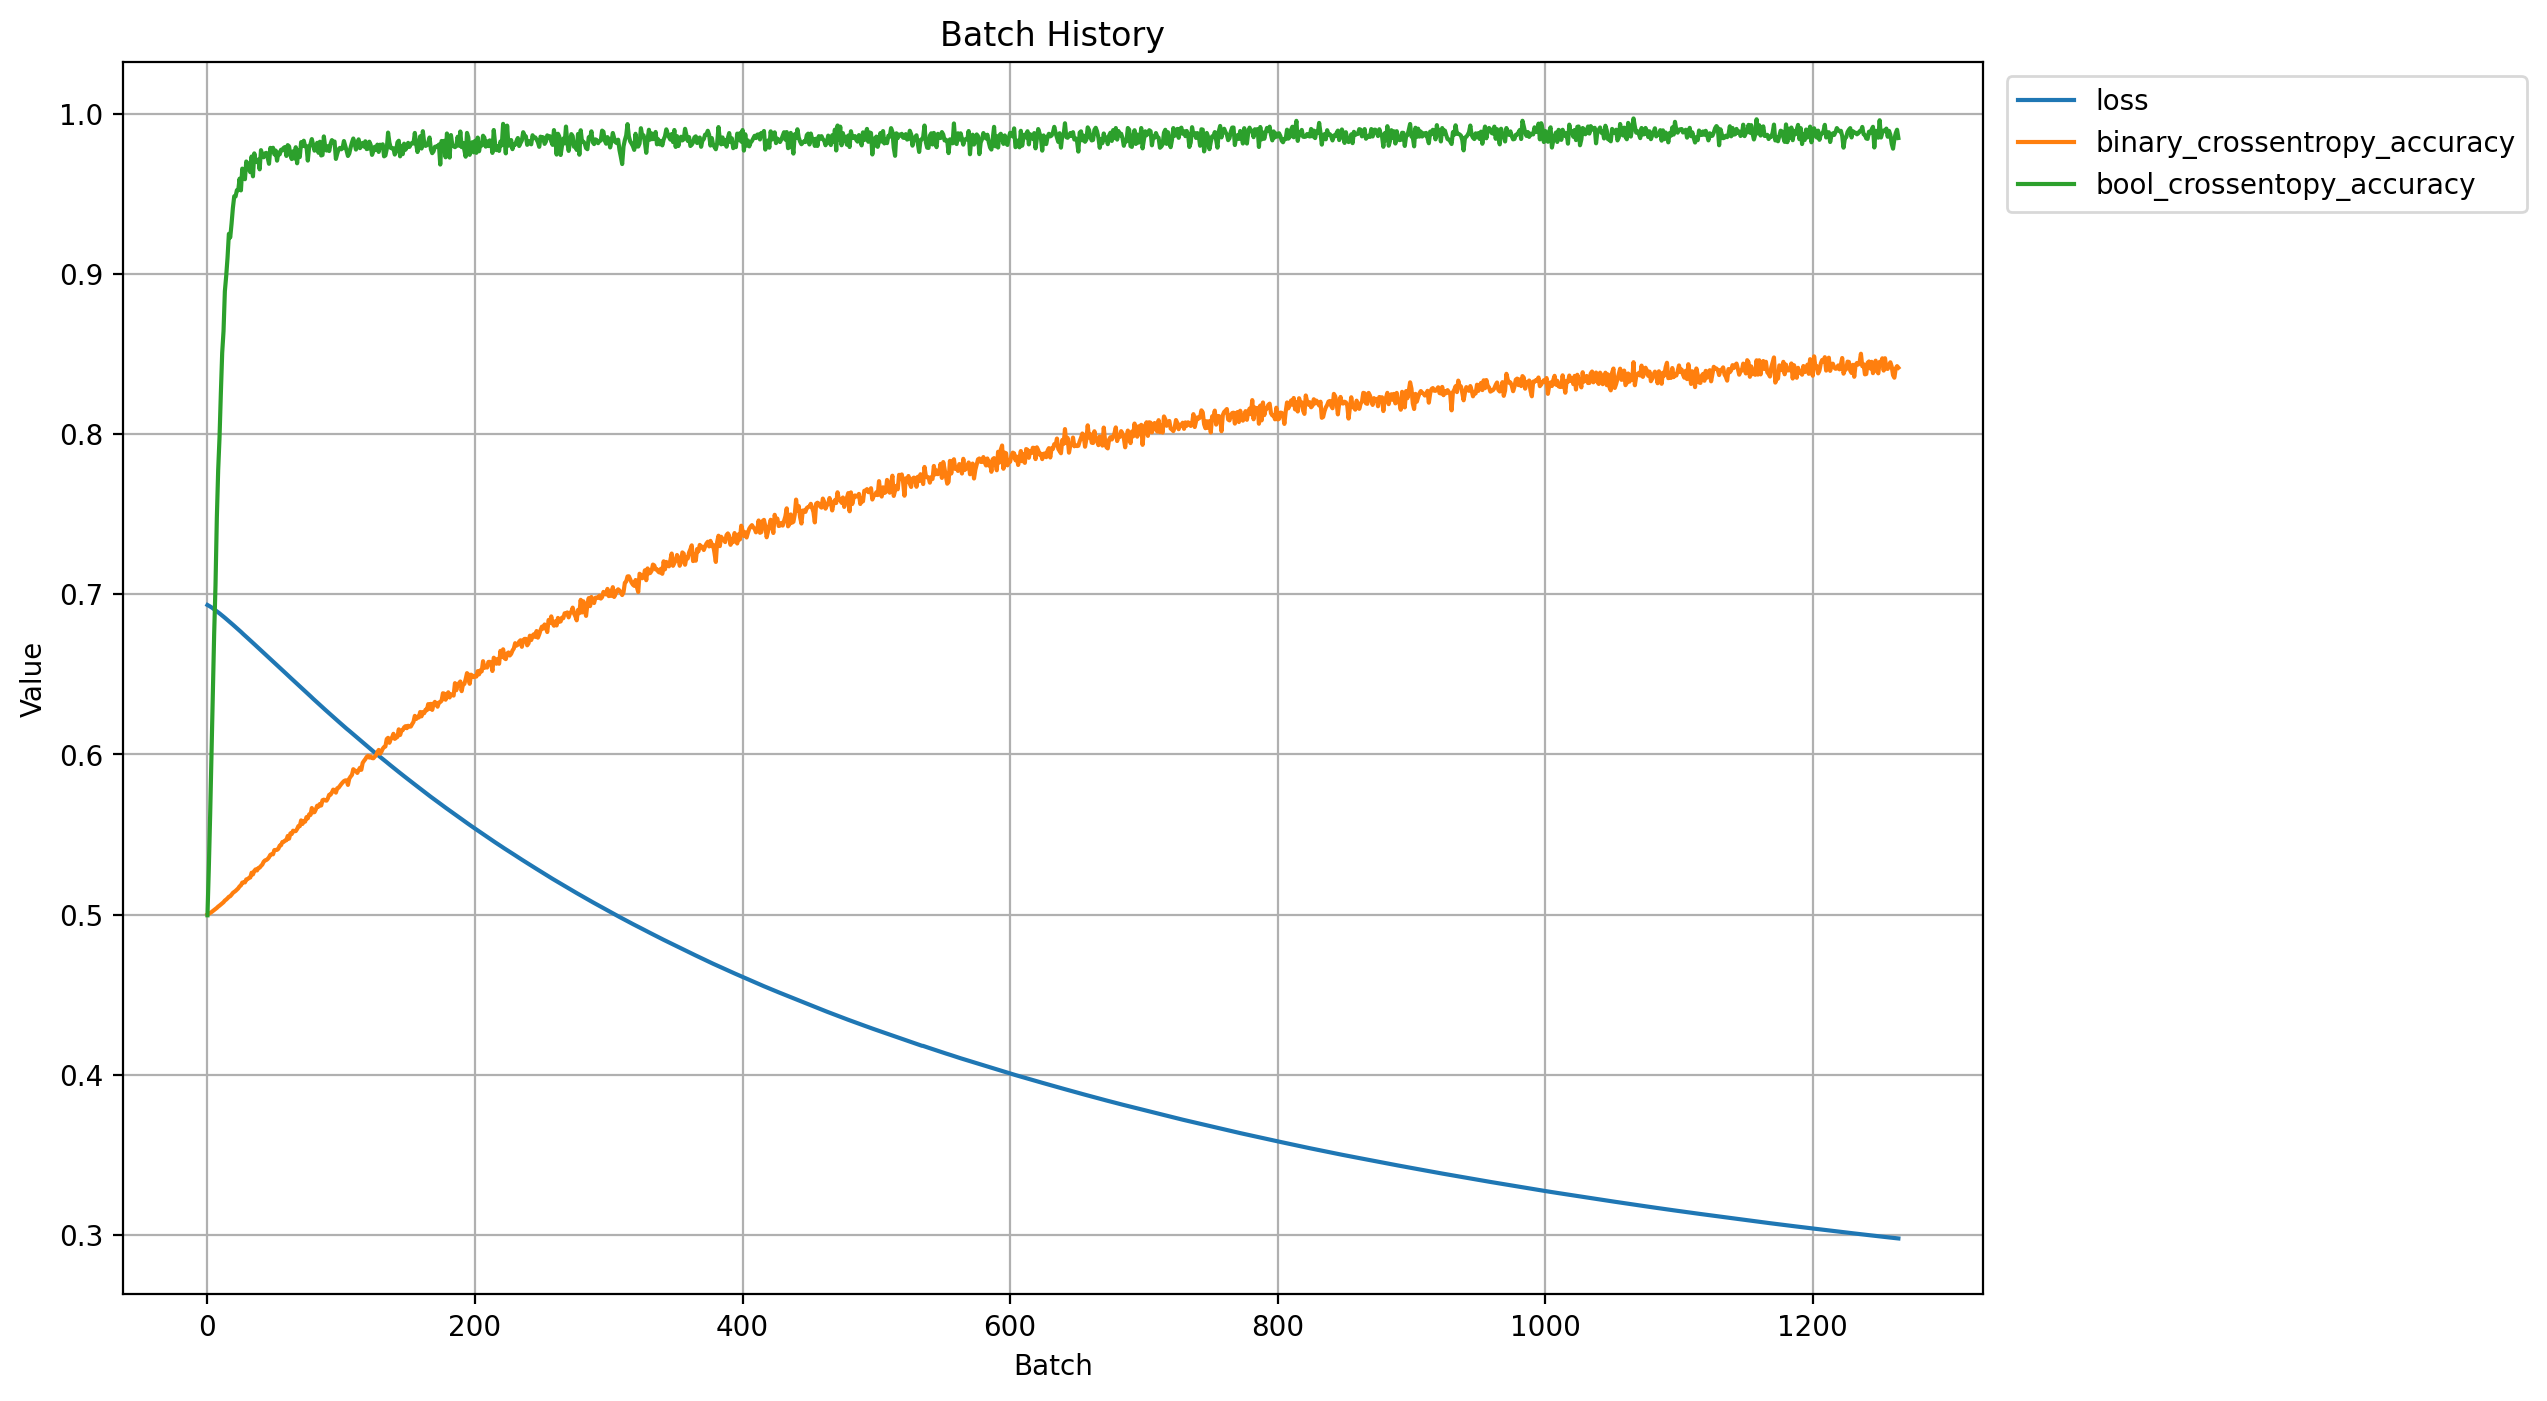 Batch History
loss
binary_crossentropy_accuracy
bool_crossentopy_accuracy
1.0
0.9
0.8
0.7
0.6
0.5
0.4
0.3
Value
0 200 400 600 800 1000 1200
Batch